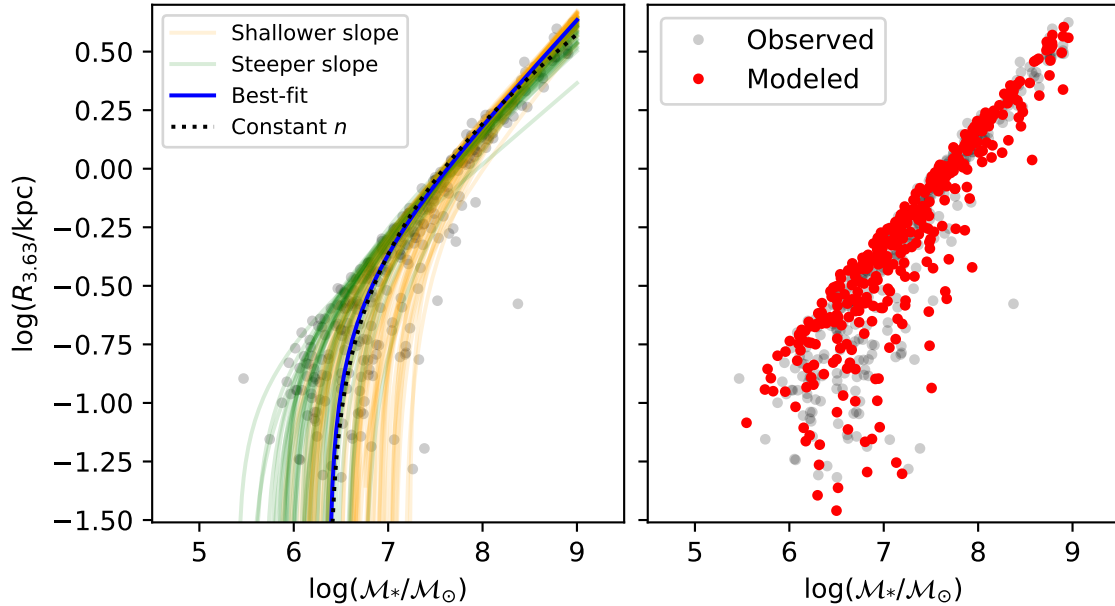 Shallower slope
Steeper slope
Best-fit
Constant n
Observed
Modeled
log(R₃.₆₃/kpc)
0.50
0.25
0.00
−0.25
−0.50
−0.75
−1.00
−1.25
−1.50
5 6 7 8 9
5 6 7 8 9
log(ℳ*/ℳ⊙)
log(ℳ*/ℳ⊙)